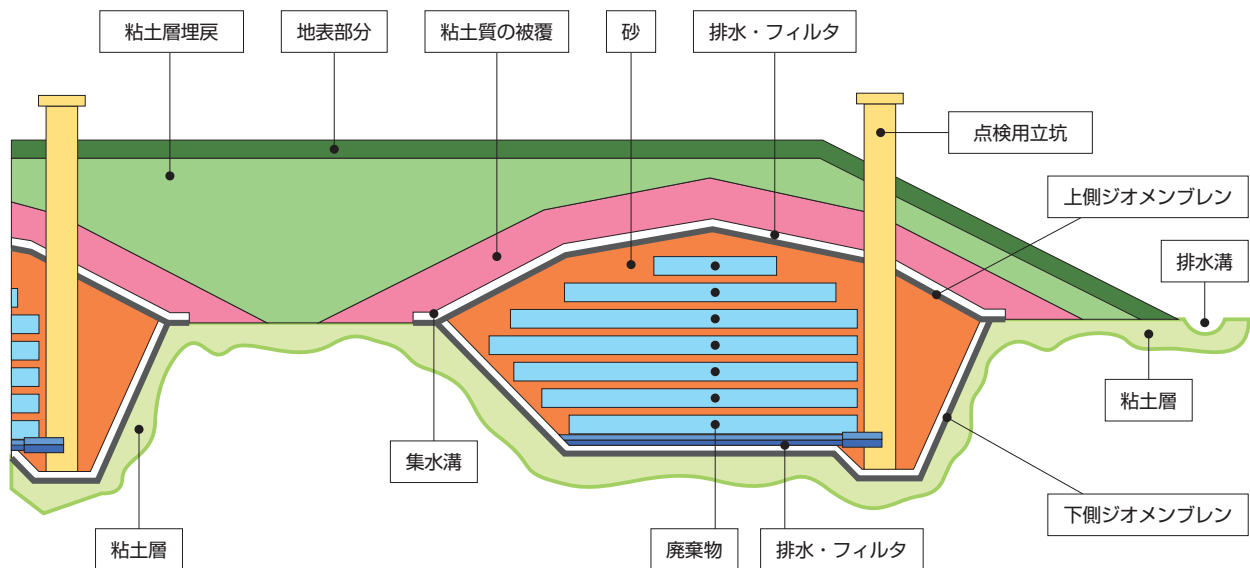 粘土層埋戻
地表部分
粘土質の被覆
砂
排水・フィルタ
点検用立坑
上側ジオメンブレン
排水溝
粘土層
集水溝
下側ジオメンブレン
粘土層
廃棄物
排水・フィルタ